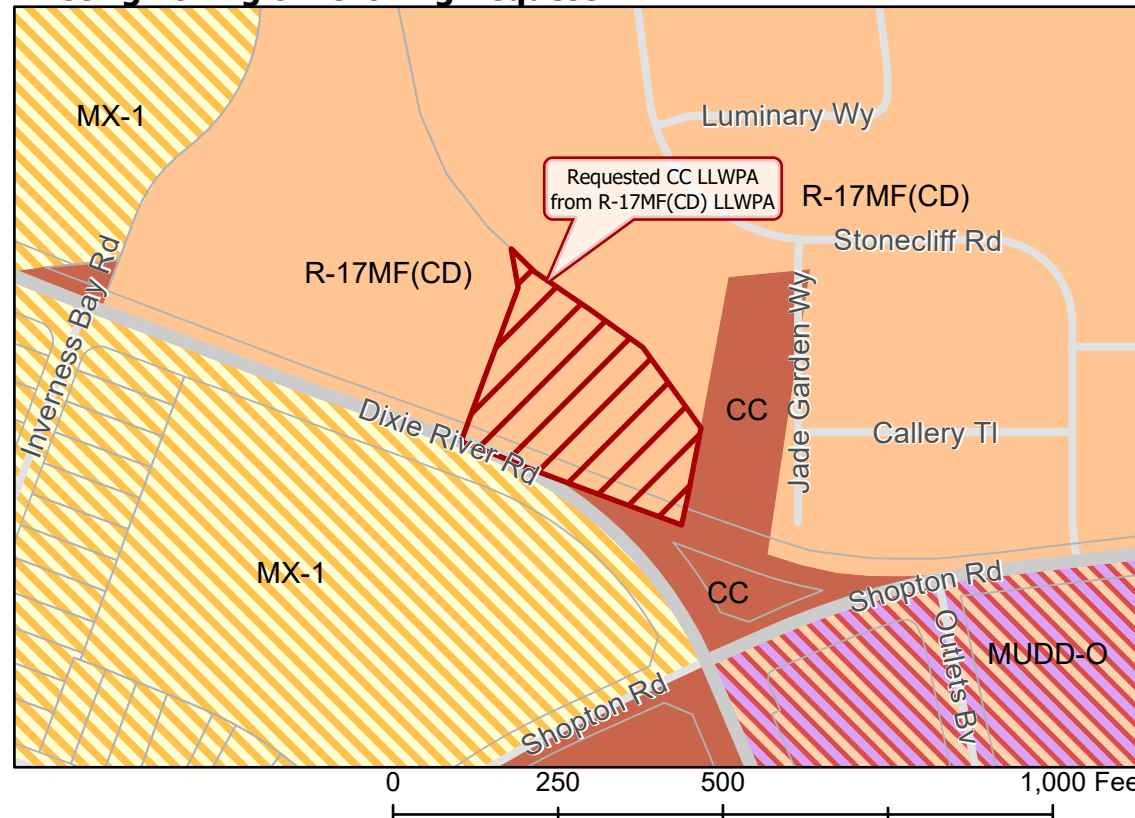 MX-1
Luminary Wy
Requested CC LLWPA
from R-17MF(CD) LLWPA
R-17MF(CD)
Stonecliff Rd
R-17MF(CD)
Inverness Bay Rd
Jade Garden Wy
CC
Dixie River Rd
Callery Tl
MX-1
CC
Shopton Rd
Outlets Bv
MUDD-O
Shopton Rd
0 250 500 1,000 Fee